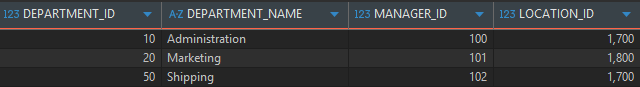 123 DEPARTMENT_ID A-Z DEPARTMENT_NAME 123 MANAGER_ID 123 LOCATION_ID
10 Administration 100 1,700
20 Marketing 101 1,800
50 Shipping 102 1,700